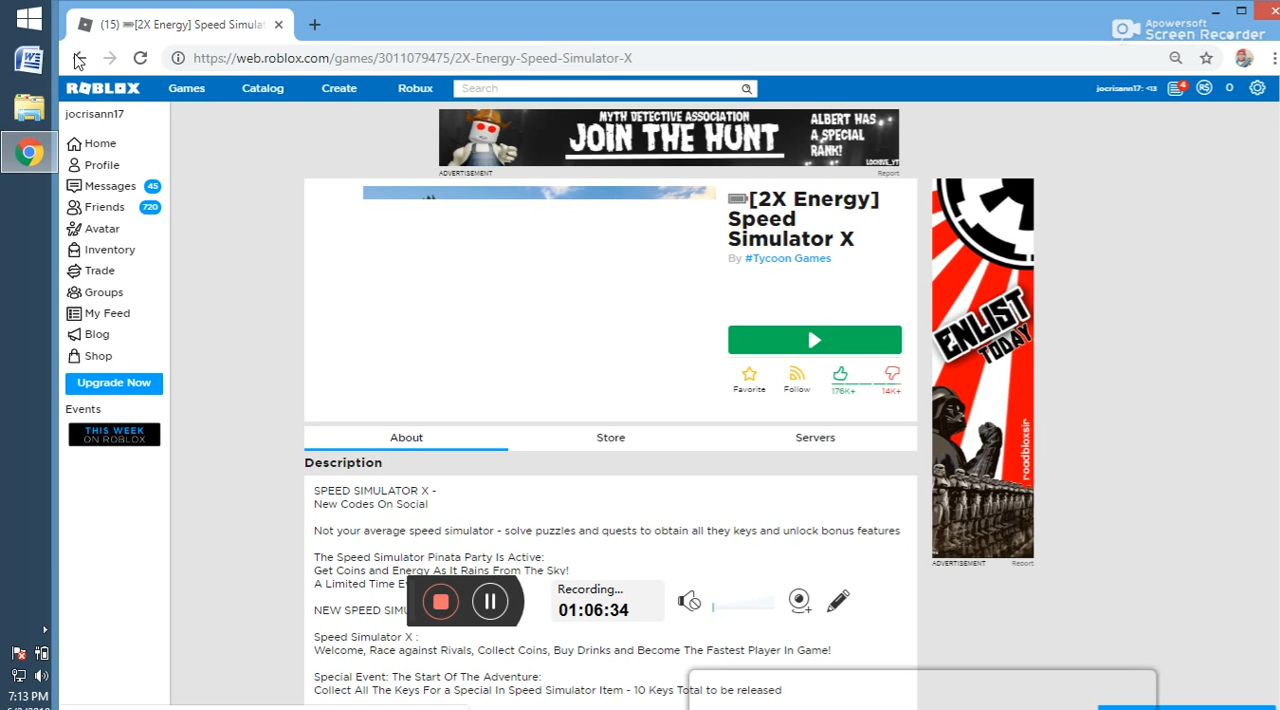 (15) [2X Energy] Speed Simula
Apowersoft
Screen Recorder
https://web.roblox.com/games/3011079475/2X-Energy-Speed-Simulator-X
ROBLOX
Games
Catalog
Create
Robux
Search
jocrisann17: <13
4
0
jocrisann17
Home
Profile
Messages 45
Friends 720
Avatar
Inventory
Trade
Groups
My Feed
Blog
Shop
Upgrade Now
Events
THIS WEEK
ON ROBLOX
MYTH DETECTIVE ASSOCIATION
JOIN THE HUNT
ALBERT HAS
A SPECIAL
RANK!
LOCHIVE_YT
ADVERTISEMENT
Report
[2X Energy]
Speed
Simulator X
By #Tycoon Games
Favorite
Follow
176K+
14K+
ENLIST
TODAY
roadbloxsir
ADVERTISEMENT
Report
About
Store
Servers
Description
SPEED SIMULATOR X -
New Codes On Social
Not your average speed simulator - solve puzzles and quests to obtain all they keys and unlock bonus features
The Speed Simulator Pinata Party Is Active:
Get Coins and Energy As It Rains From The Sky!
A Limited Time E
NEW SPEED SIMU
Speed Simulator X :
Welcome, Race against Rivals, Collect Coins, Buy Drinks and Become The Fastest Player In Game!
Special Event: The Start Of The Adventure:
Collect All The Keys For a Special In Speed Simulator Item - 10 Keys Total to be released
Recording...
01:06:34
7:13 PM